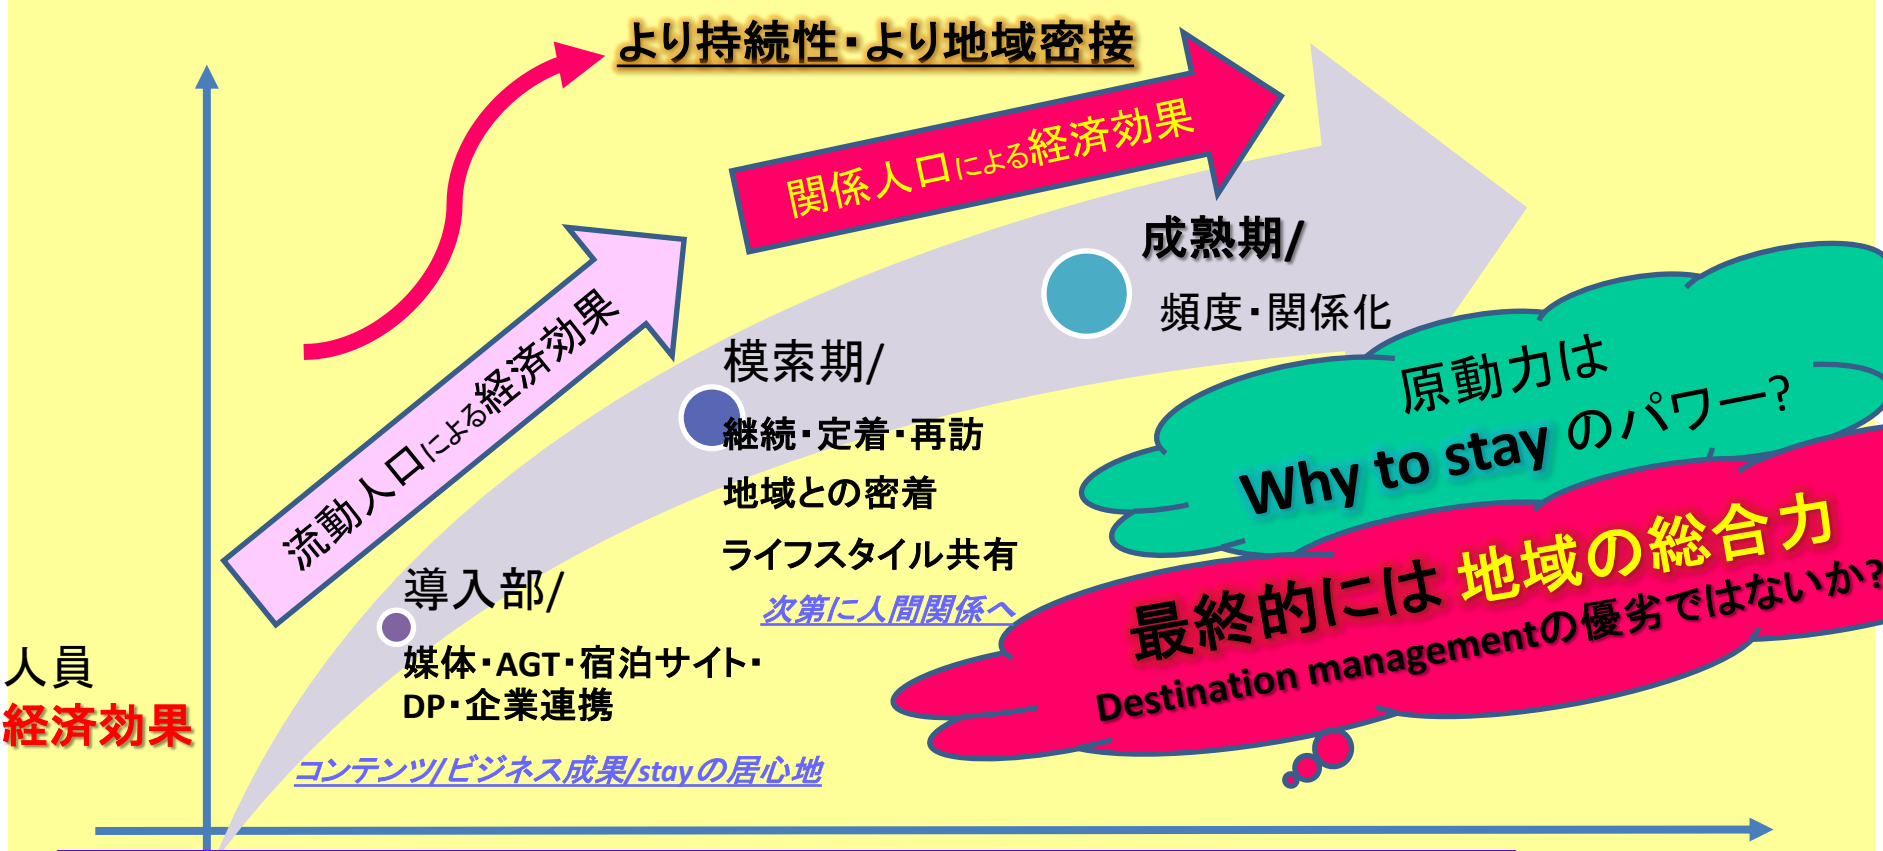 より持続性・より地域密接
関係人口による経済効果
流動人口による経済効果
成熟期/
頻度・関係化
模索期/
継続・定着・再訪
地域との密着
ライフスタイル共有
次第に人間関係へ
導入部/
媒体・AGT・宿泊サイト・
DP・企業連携
コンテンツ/ビジネス成果/stayの居心地
人員
経済効果
原動力は
Why to stay のパワー?
最終的には 地域の総合力
Destination managementの優劣ではないか?